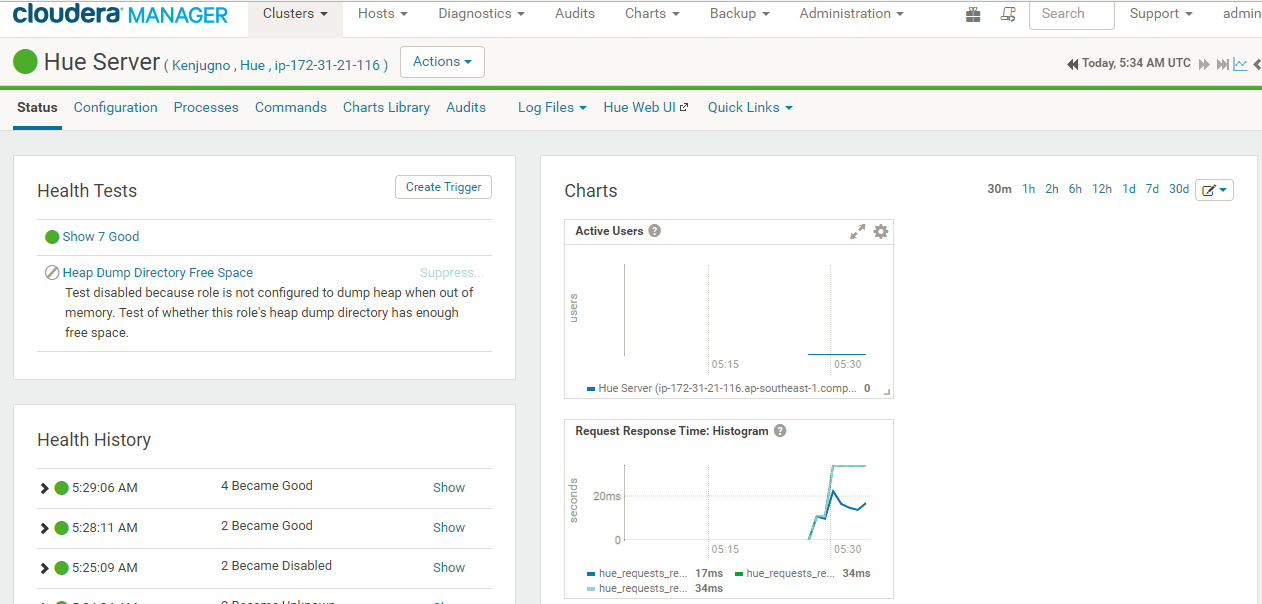 cloudera MANAGER Clusters Hosts Diagnostics Audits Charts Backup Administration Search Support admin
Hue Server ( Kenjugno , Hue , ip-172-31-21-116 ) Actions Today, 5:34 AM UTC
Status Configuration Processes Commands Charts Library Audits Log Files Hue Web UI Quick Links
Health Tests Create Trigger
Show 7 Good
Heap Dump Directory Free Space Suppress...
Test disabled because role is not configured to dump heap when out of
memory. Test of whether this role's heap dump directory has enough
free space.
Health History
5:29:06 AM 4 Became Good Show
5:28:11 AM 2 Became Good Show
5:25:09 AM 2 Became Disabled Show
Charts 30m 1h 2h 6h 12h 1d 7d 30d
Active Users
users
05:15 05:30
Hue Server (ip-172-31-21-116.ap-southeast-1.comp... 0
Request Response Time: Histogram
seconds
20ms
0
05:15 05:30
hue_requests_re... 17ms hue_requests_re... 34ms
hue_requests_re... 34ms